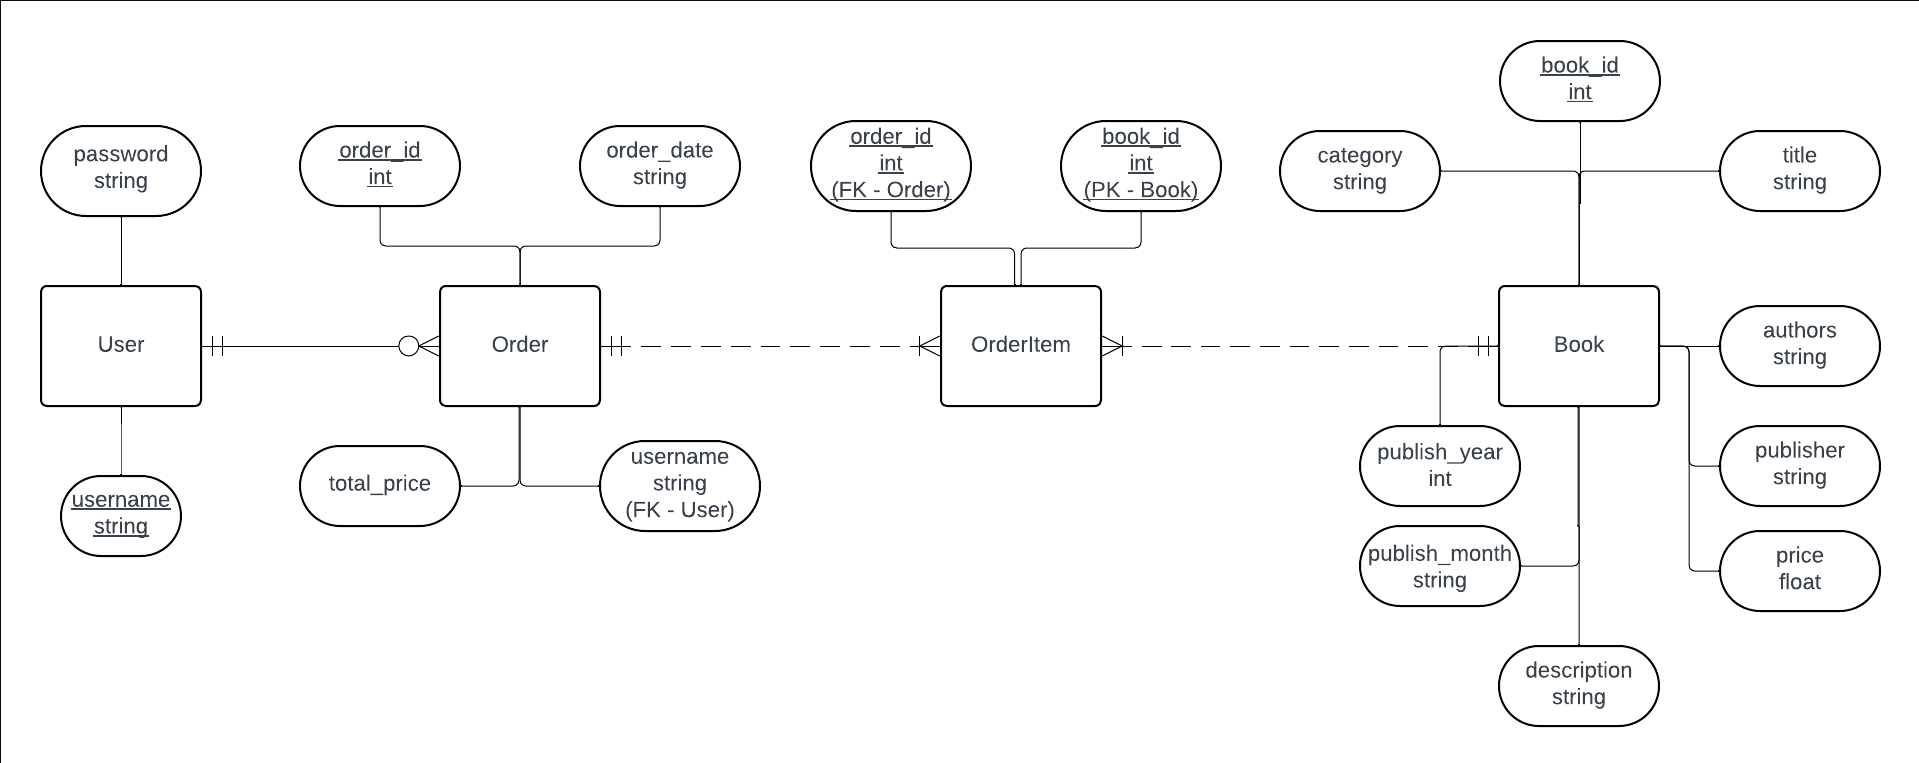 book_id
int
password
string
order_id
int
order_date
string
order_id
int
(FK - Order)
book_id
int
(PK - Book)
category
string
title
string
User
Order
OrderItem
Book
authors
string
username
string
total_price
username
string
(FK - User)
publish_year
int
publisher
string
publish_month
string
price
float
description
string